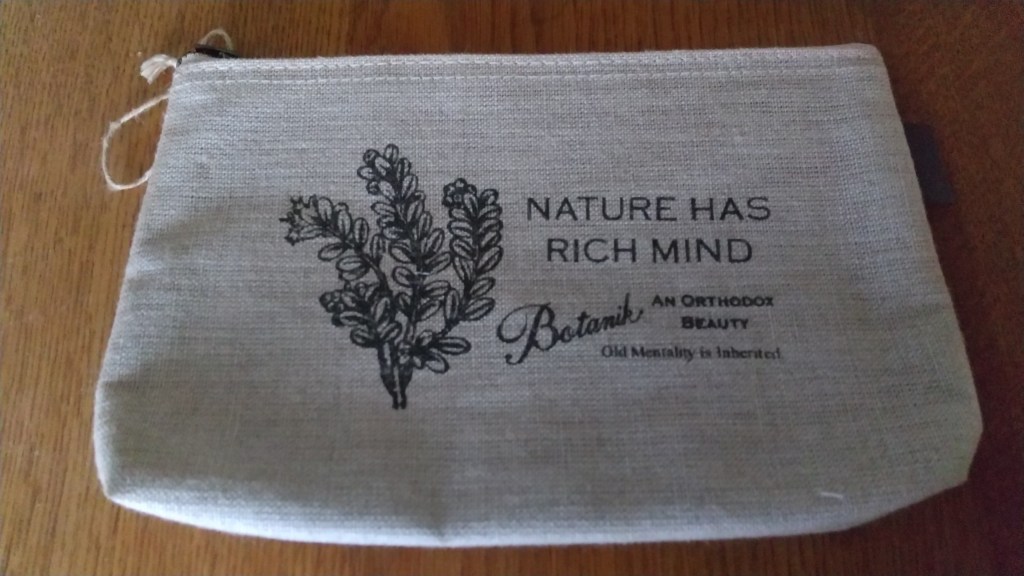 NATURE HAS
RICH MIND
Botanik AN ORTHODOX
BEAUTY
Old Mentality is Inherited